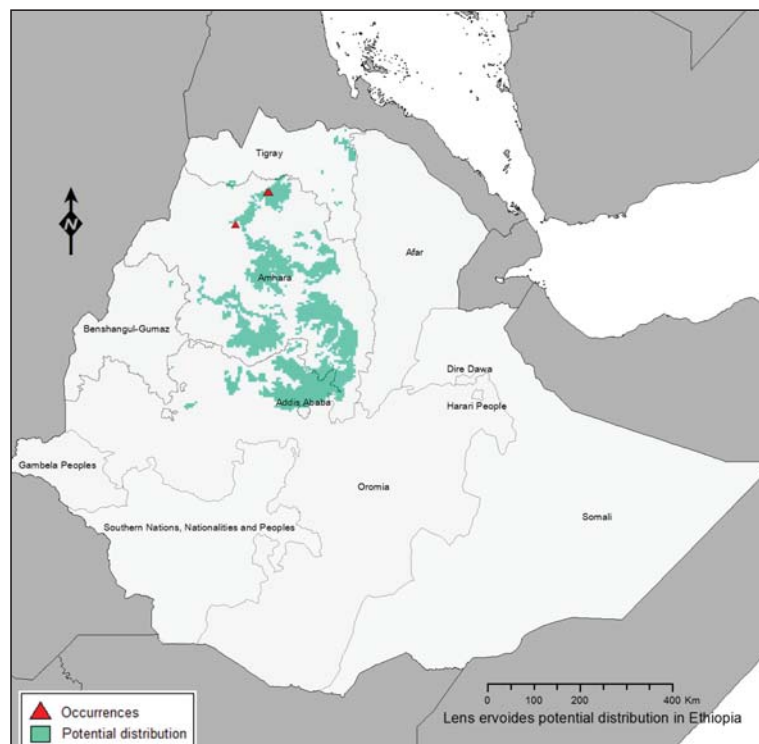 Tigray
N
Afar
Amhara
Benshangul-Gumaz
Dire Dawa
Addis Ababa
Harari People
Gambela Peoples
Oromia
Southern Nations, Nationalities and Peoples
Somali
0 100 200 400 Km
Lens ervoides potential distribution in Ethiopia
Occurrences
Potential distribution